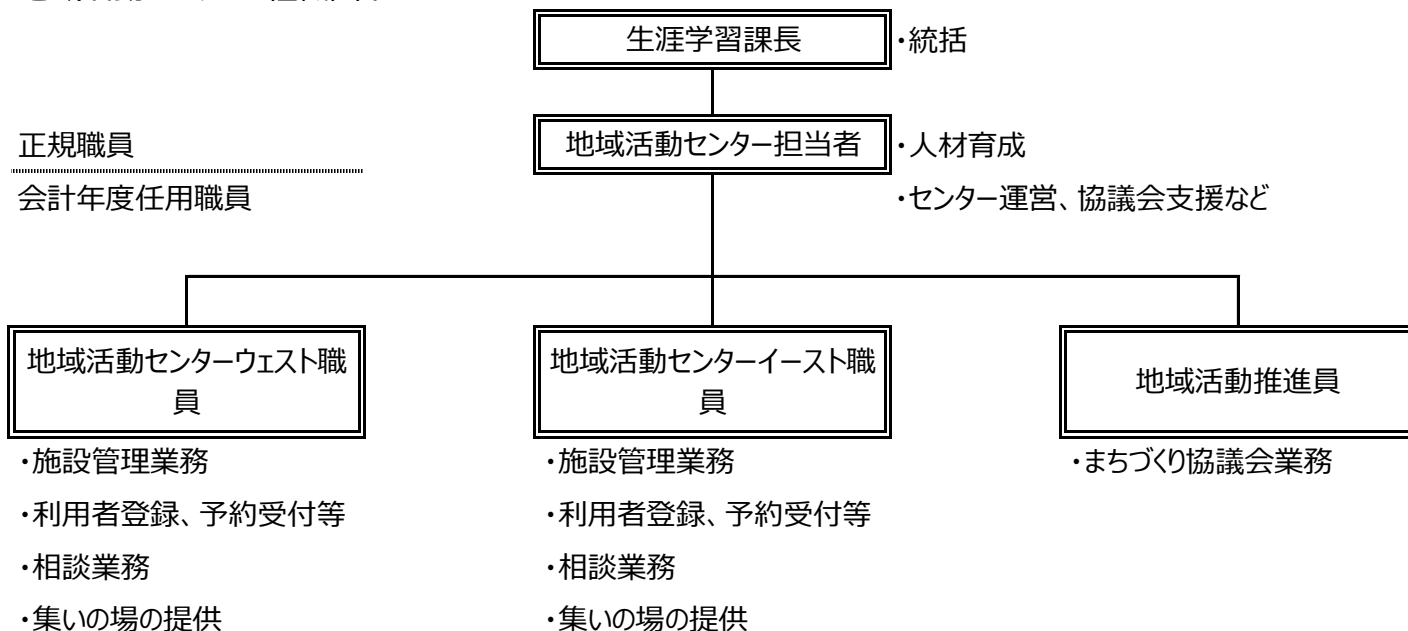 生涯学習課長
・統括
正規職員
地域活動センター担当者
・人材育成
会計年度任用職員
・センター運営、協議会支援など
地域活動センターウェスト職
員
地域活動センターイースト職
員
地域活動推進員
・施設管理業務
・利用者登録、予約受付等
・相談業務
・集いの場の提供
・施設管理業務
・利用者登録、予約受付等
・相談業務
・集いの場の提供
・まちづくり協議会業務